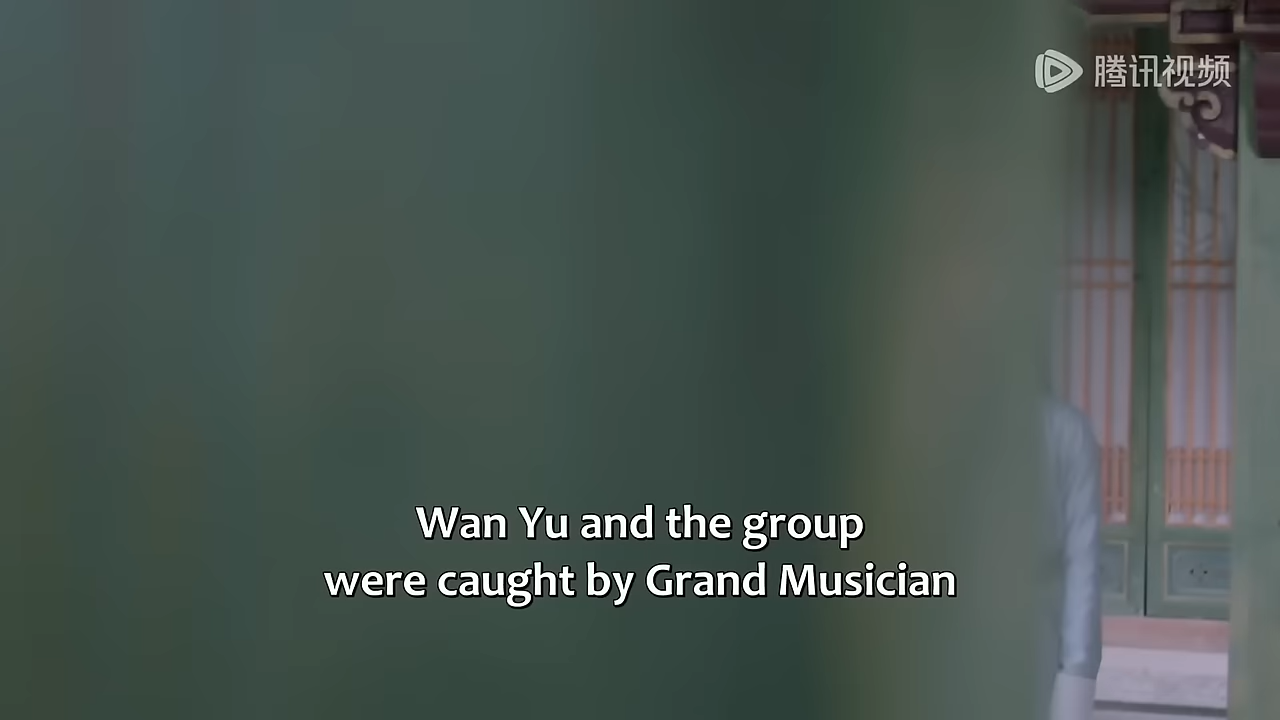 腾讯视频
Wan Yu and the group
were caught by Grand Musician